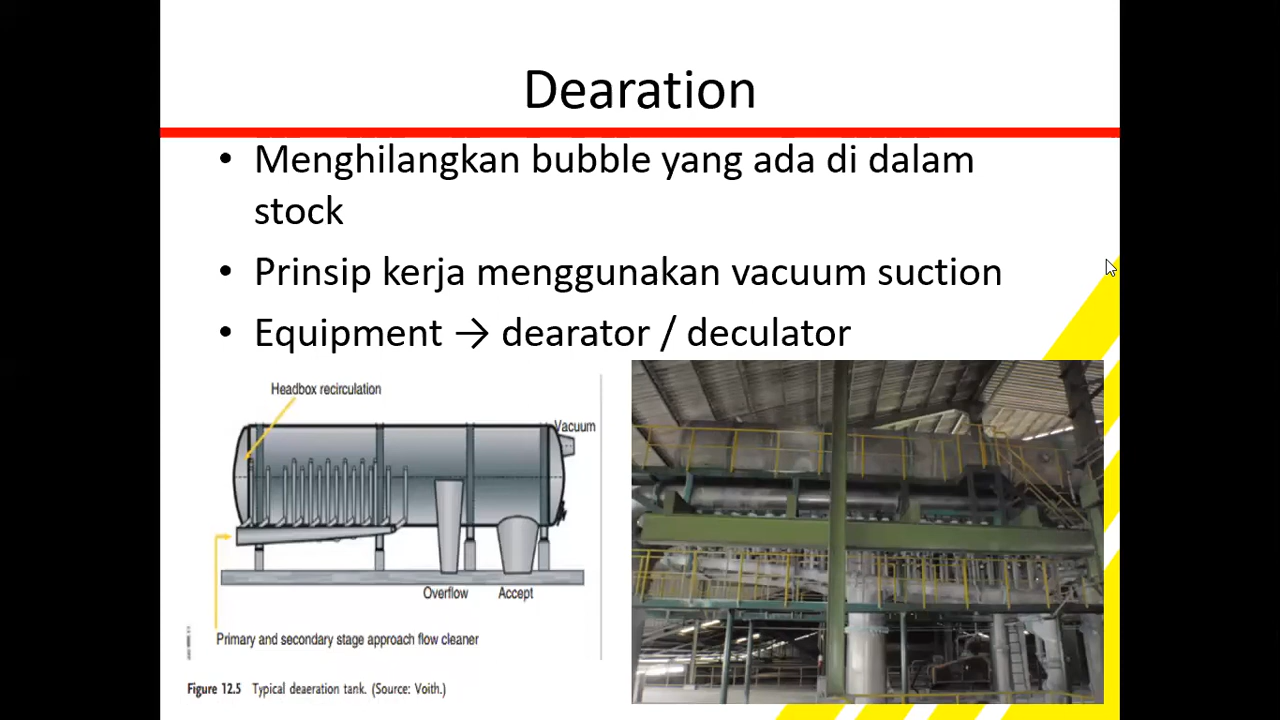 Dearation
• Menghilangkan bubble yang ada di dalam
stock
• Prinsip kerja menggunakan vacuum suction
• Equipment → dearator / deculator
Headbox recirculation
Vacuum
Overflow
Accept
Primary and secondary stage approach flow cleaner
Figure 12.5 Typical deaeration tank. (Source: Voith.)